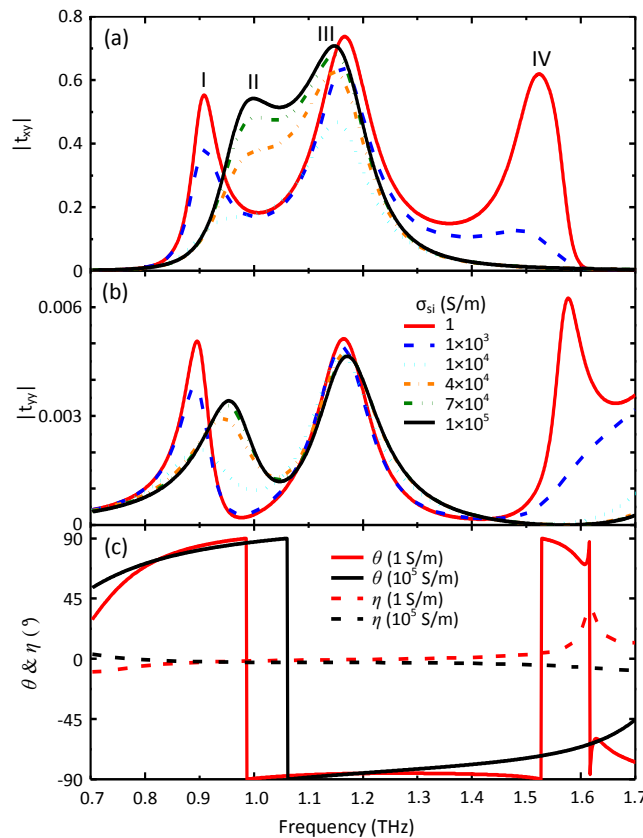 (a)
I
II
III
IV
0.8
0.6
0.4
0.2
0
|t_xy|
(b)
σ_si (S/m)
1
1×10³
1×10⁴
4×10⁴
7×10⁴
1×10⁵
0.006
0.003
0
|t_yy|
(c)
θ (1 S/m)
θ (10⁵ S/m)
η (1 S/m)
η (10⁵ S/m)
90
45
0
-45
-90
θ & η (°)
0.7 0.8 0.9 1.0 1.1 1.2 1.3 1.4 1.5 1.6 1.7
Frequency (THz)